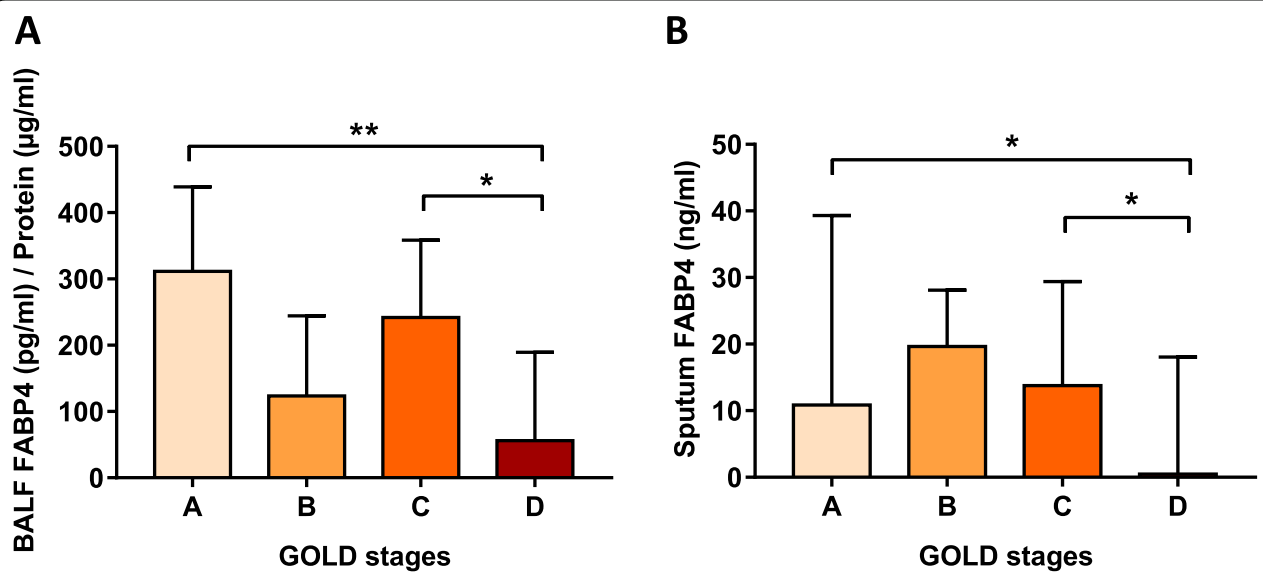 A
BALF FABP4 (pg/ml) / Protein (µg/ml)
500
400
300
200
100
0
**
*
A B C D
GOLD stages
B
Sputum FABP4 (ng/ml)
50
40
30
20
10
0
*
*
A B C D
GOLD stages